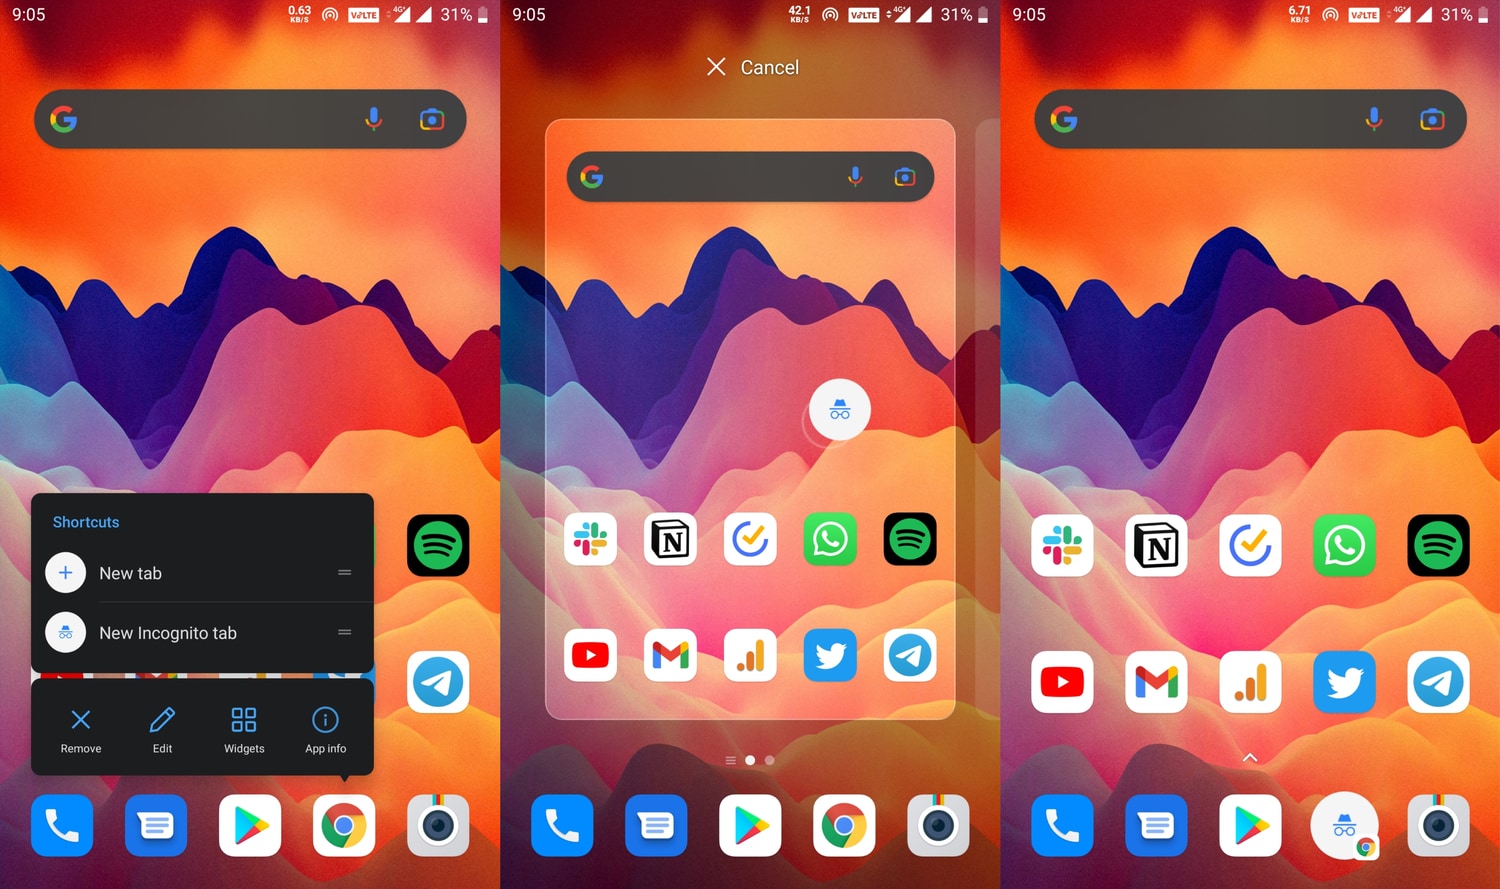 9:05
0.63
KB/S
VoLTE
4G+
31%
Shortcuts
New tab
New Incognito tab
Remove
Edit
Widgets
App info
9:05
42.1
KB/S
VoLTE
4G+
31%
Cancel
N
9:05
6.71
KB/S
VoLTE
4G+
31%
N